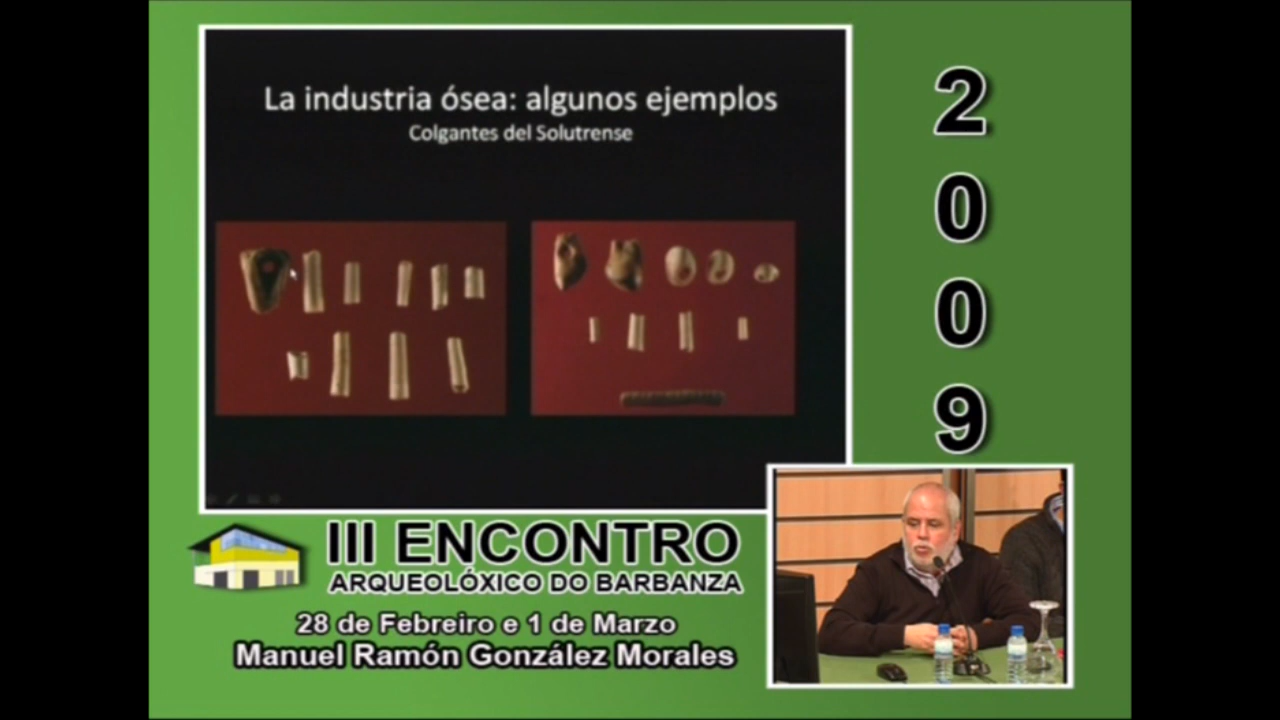 La industria ósea: algunos ejemplos
Colgantes del Solutrense
2
0
0
9
III ENCONTRO
ARQUEOLÓXICO DO BARBANZA
28 de Febreiro e 1 de Marzo
Manuel Ramón González Morales